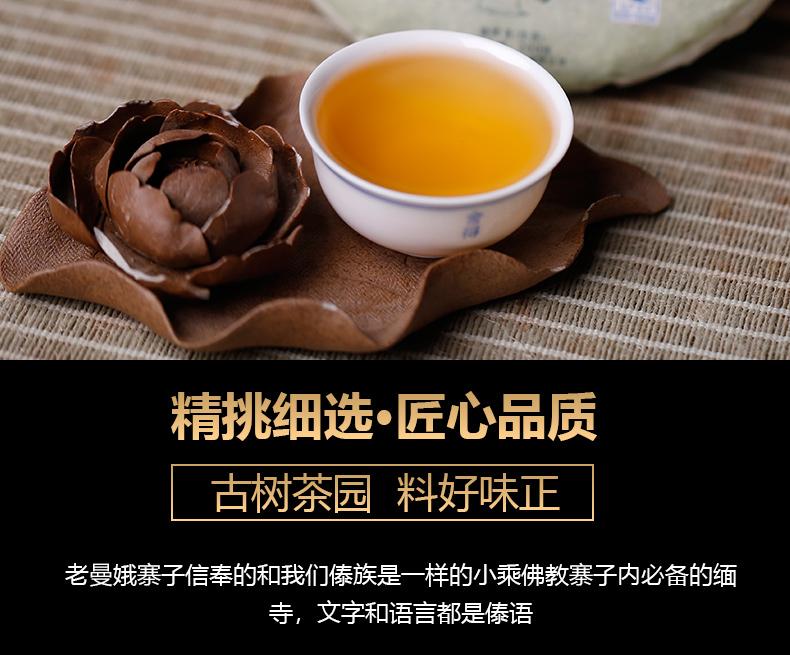 精挑细选·匠心品质
古树茶园 料好味正
老曼娥寨子信奉的和我们傣族是一样的小乘佛教寨子内必备的缅
寺，文字和语言都是傣语